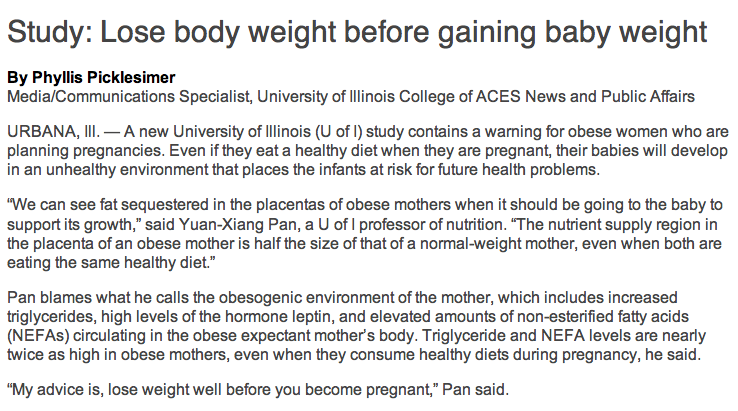 Study: Lose body weight before gaining baby weight
By Phyllis Picklesimer
Media/Communications Specialist, University of Illinois College of ACES News and Public Affairs
URBANA, Ill. — A new University of Illinois (U of I) study contains a warning for obese women who are
planning pregnancies. Even if they eat a healthy diet when they are pregnant, their babies will develop
in an unhealthy environment that places the infants at risk for future health problems.
“We can see fat sequestered in the placentas of obese mothers when it should be going to the baby to
support its growth,” said Yuan-Xiang Pan, a U of I professor of nutrition. “The nutrient supply region in
the placenta of an obese mother is half the size of that of a normal-weight mother, even when both are
eating the same healthy diet.”
Pan blames what he calls the obesogenic environment of the mother, which includes increased
triglycerides, high levels of the hormone leptin, and elevated amounts of non-esterified fatty acids
(NEFAs) circulating in the obese expectant mother's body. Triglyceride and NEFA levels are nearly
twice as high in obese mothers, even when they consume healthy diets during pregnancy, he said.
“My advice is, lose weight well before you become pregnant,” Pan said.